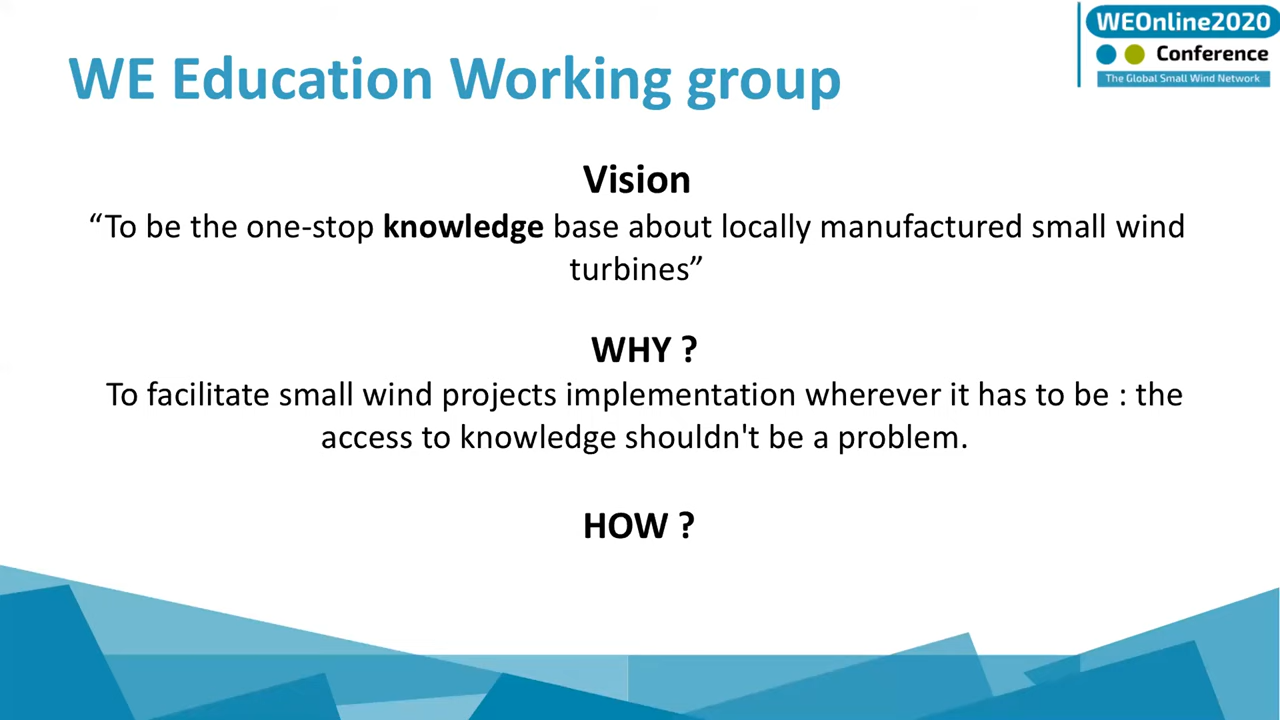 WEOnline2020
Conference
The Global Small Wind Network
WE Education Working group
Vision
“To be the one-stop knowledge base about locally manufactured small wind
turbines”
WHY ?
To facilitate small wind projects implementation wherever it has to be : the
access to knowledge shouldn't be a problem.
HOW ?